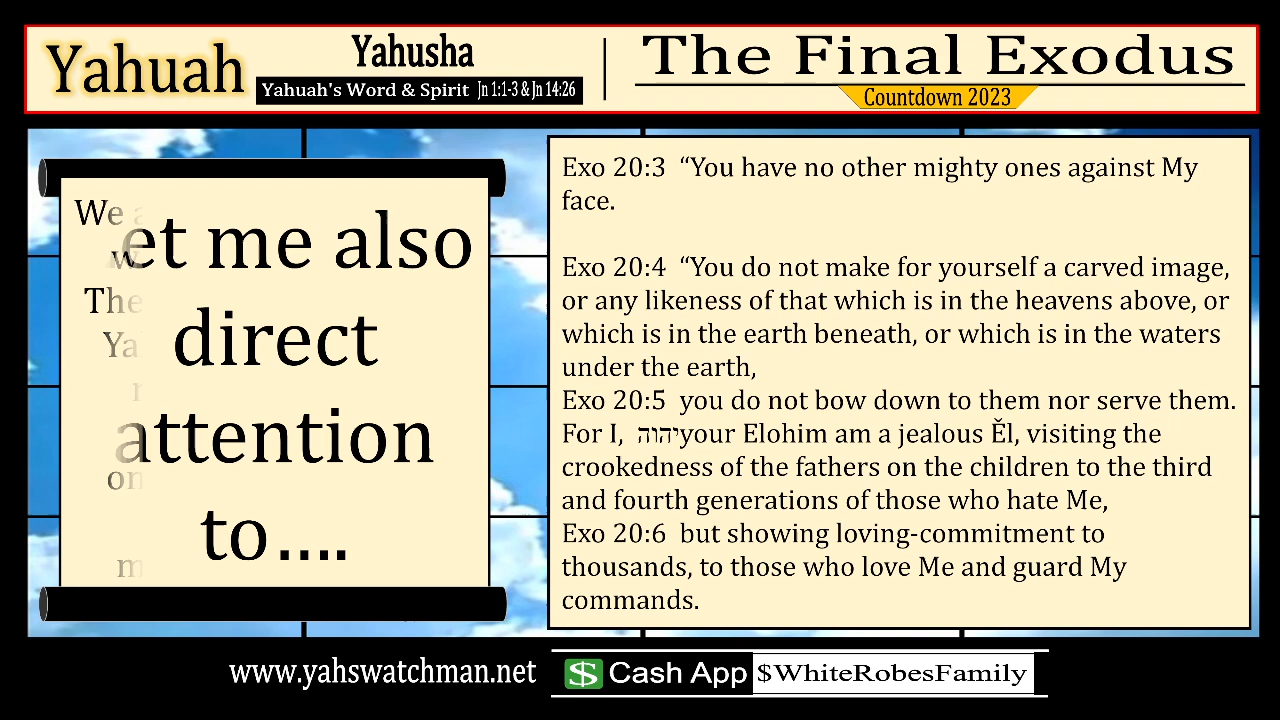 Yahuah
Yahusha
Yahuah's Word & Spirit Jn 1:1-3 & Jn 14:26
The Final Exodus
Countdown 2023
We
The
et me also
direct
attention
to....
Exo 20:3 “You have no other mighty ones against My
face.
Exo 20:4 “You do not make for yourself a carved image,
or any likeness of that which is in the heavens above, or
which is in the earth beneath, or which is in the waters
under the earth,
Exo 20:5 you do not bow down to them nor serve them.
For I, יהוהyour Elohim am a jealous Ěl, visiting the
crookedness of the fathers on the children to the third
and fourth generations of those who hate Me,
Exo 20:6 but showing loving-commitment to
thousands, to those who love Me and guard My
commands.
www.yahswatchman.net
$ Cash App $WhiteRobesFamily